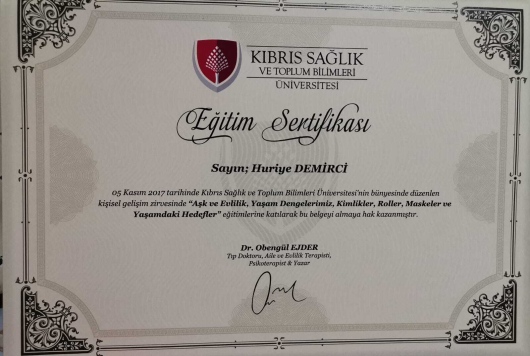 KIBRIS SAĞLIK
VE TOPLUM BİLİMLERİ
ÜNİVERSİTESİ
Eğitim Sertifikası
Sayın; Huriye DEMİRCİ
05 Kasım 2017 tarihinde Kıbrıs Sağlık ve Toplum Bilimleri Üniversitesi'nin bünyesinde düzenlen
kişisel gelişim zirvesinde "Aşk ve Evlilik, Yaşam Dengelerimiz, Kimlikler, Roller, Maskeler ve
Yaşamdaki Hedefler" eğitimlerine katılarak bu belgeyi almaya hak kazanmıştır.
Dr. Obengül EJDER
Tıp Doktoru, Aile ve Evlilik Terapisti,
Psikoterapist & Yazar